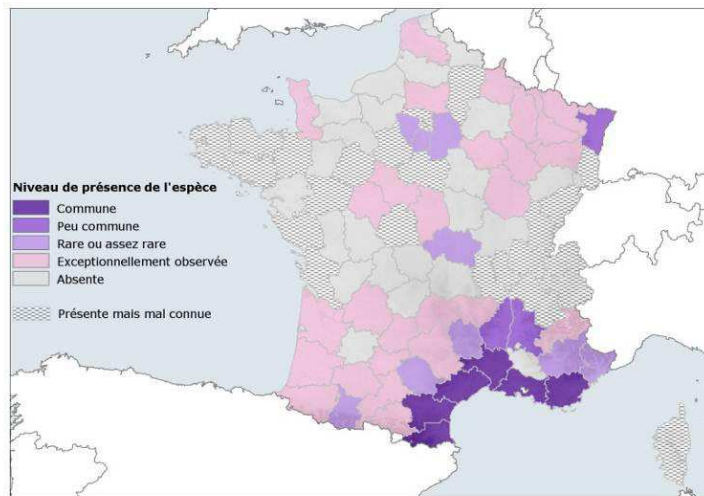 Niveau de présence de l'espèce
Commune
Peu commune
Rare ou assez rare
Exceptionnellement observée
Absente
Présente mais mal connue